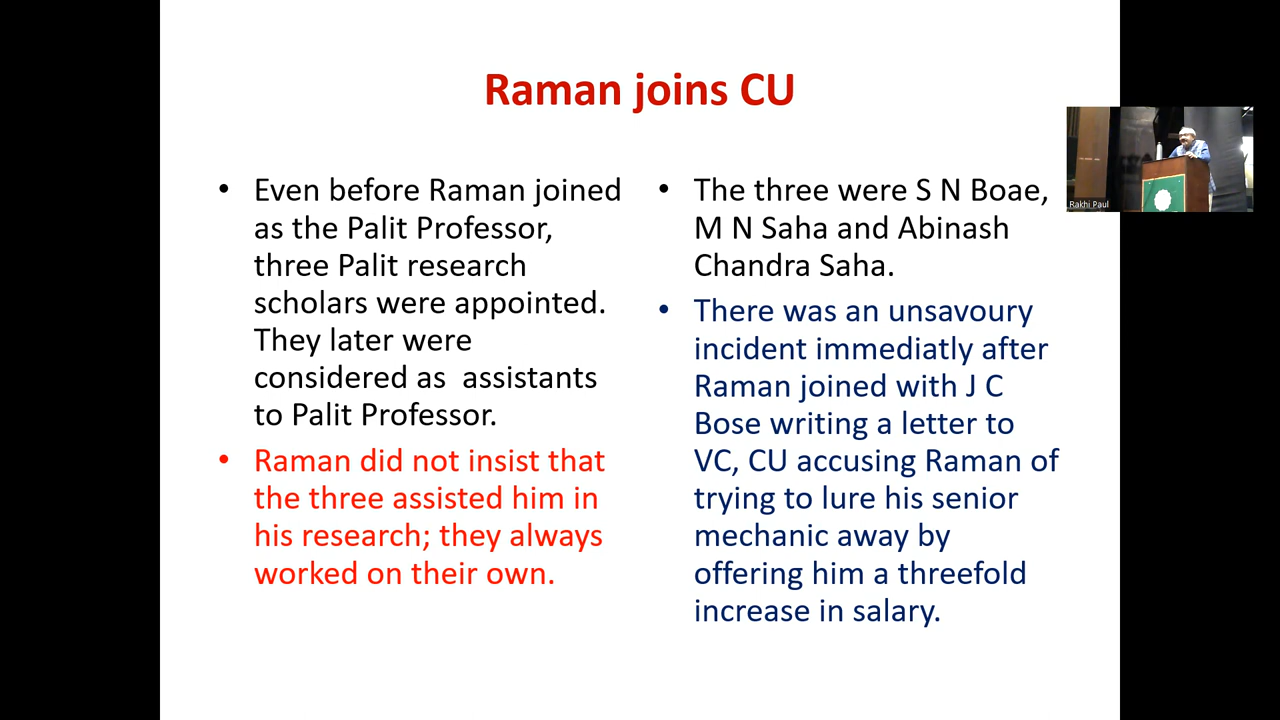 Raman joins CU
• Even before Raman joined
as the Palit Professor,
three Palit research
scholars were appointed.
They later were
considered as  assistants
to Palit Professor.
• Raman did not insist that
the three assisted him in
his research; they always
worked on their own.
• The three were S N Boae,
M N Saha and Abinash
Chandra Saha.
• There was an unsavoury
incident immediatly after
Raman joined with J C
Bose writing a letter to
VC, CU accusing Raman of
trying to lure his senior
mechanic away by
offering him a threefold
increase in salary.
Rakhi Paul